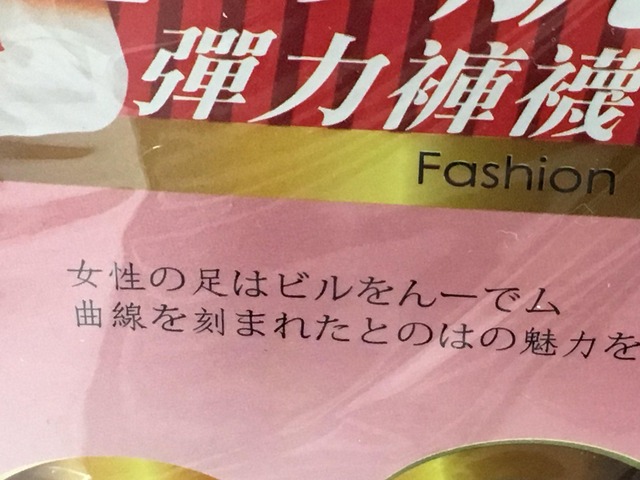 彈力褲襪
Fashion
女性の足はビルをんーでム
曲線を刻まれたとのはの魅力を